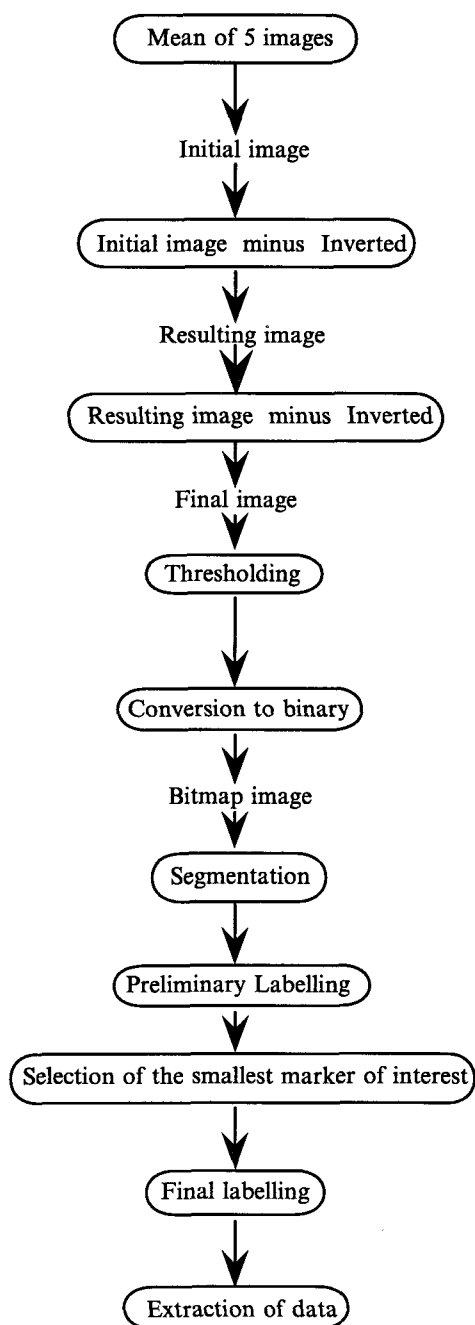 Mean of 5 images
Initial image
Initial image minus Inverted
Resulting image
Resulting image minus Inverted
Final image
Thresholding
Conversion to binary
Bitmap image
Segmentation
Preliminary Labelling
Selection of the smallest marker of interest
Final labelling
Extraction of data